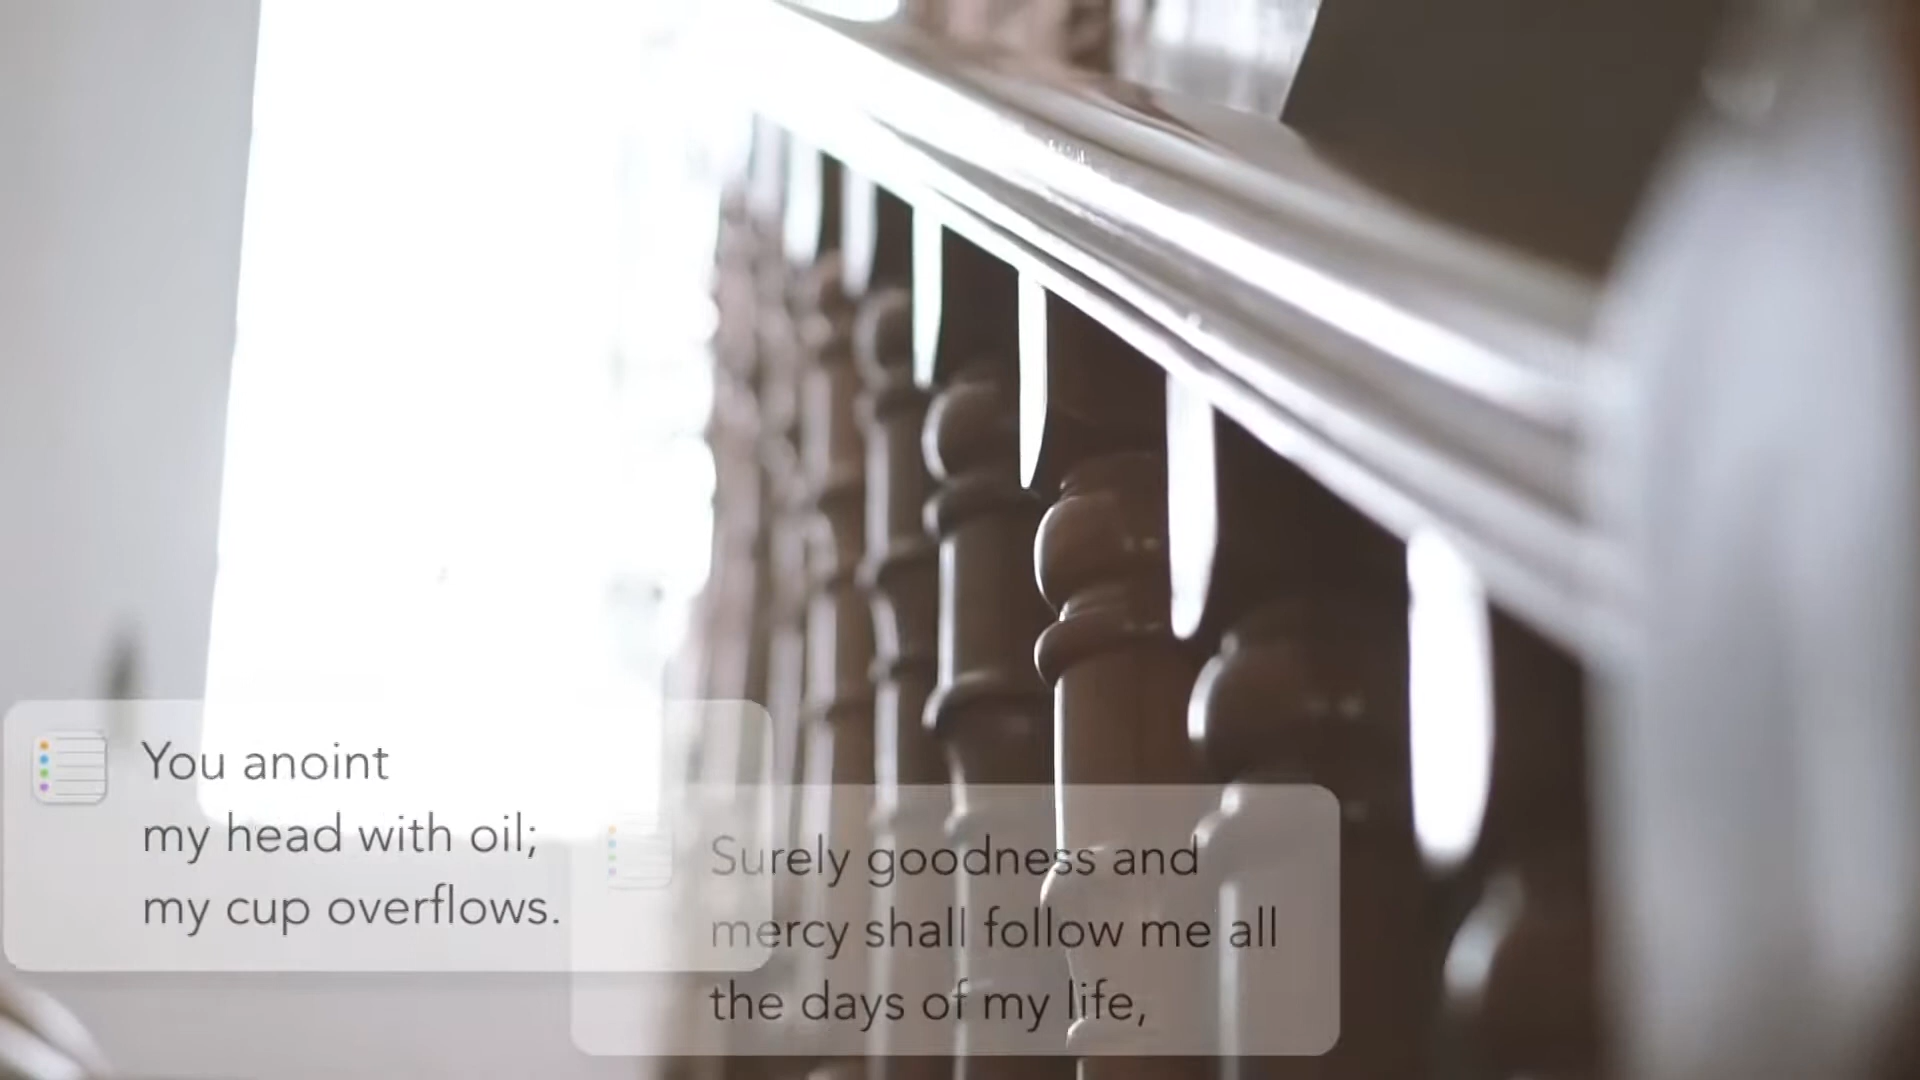 You anoint
my head with oil;
my cup overflows.
Surely goodness and
mercy shall follow me all
the days of my life,